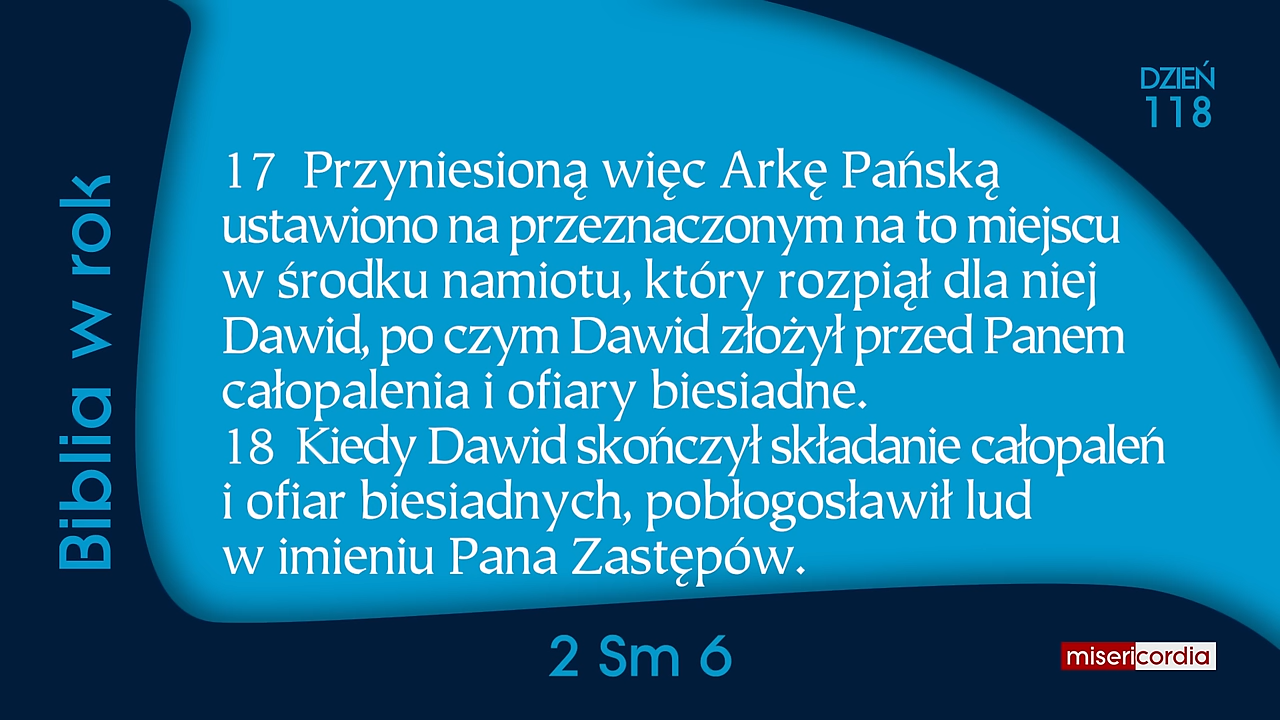 DZIEŃ
118
Biblia w rok
17 Przyniesioną więc Arkę Pańską
ustawiono na przeznaczonym na to miejscu
w środku namiotu, który rozpiął dla niej
Dawid, po czym Dawid złożył przed Panem
całopalenia i ofiary biesiadne.
18 Kiedy Dawid skończył składanie całopaleń
i ofiar biesiadnych, pobłogosławił lud
w imieniu Pana Zastępów.
2 Sm 6
misericordia